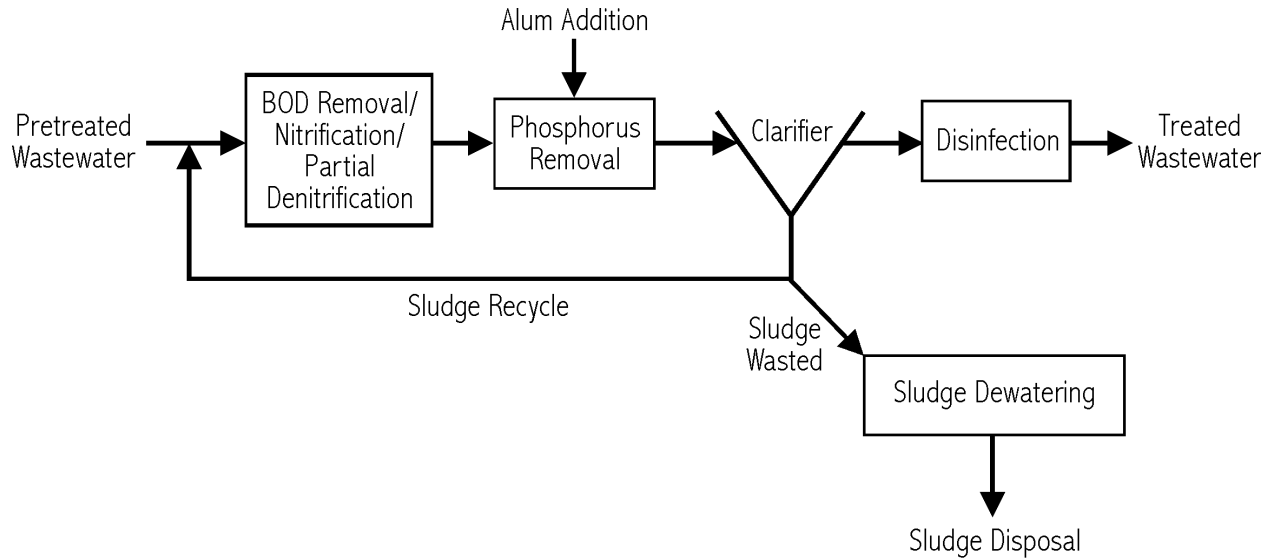 Alum Addition
Pretreated
Wastewater
BOD Removal/
Nitrification/
Partial
Denitrification
Phosphorus
Removal
Clarifier
Disinfection
Treated
Wastewater
Sludge Recycle
Sludge
Wasted
Sludge Dewatering
Sludge Disposal